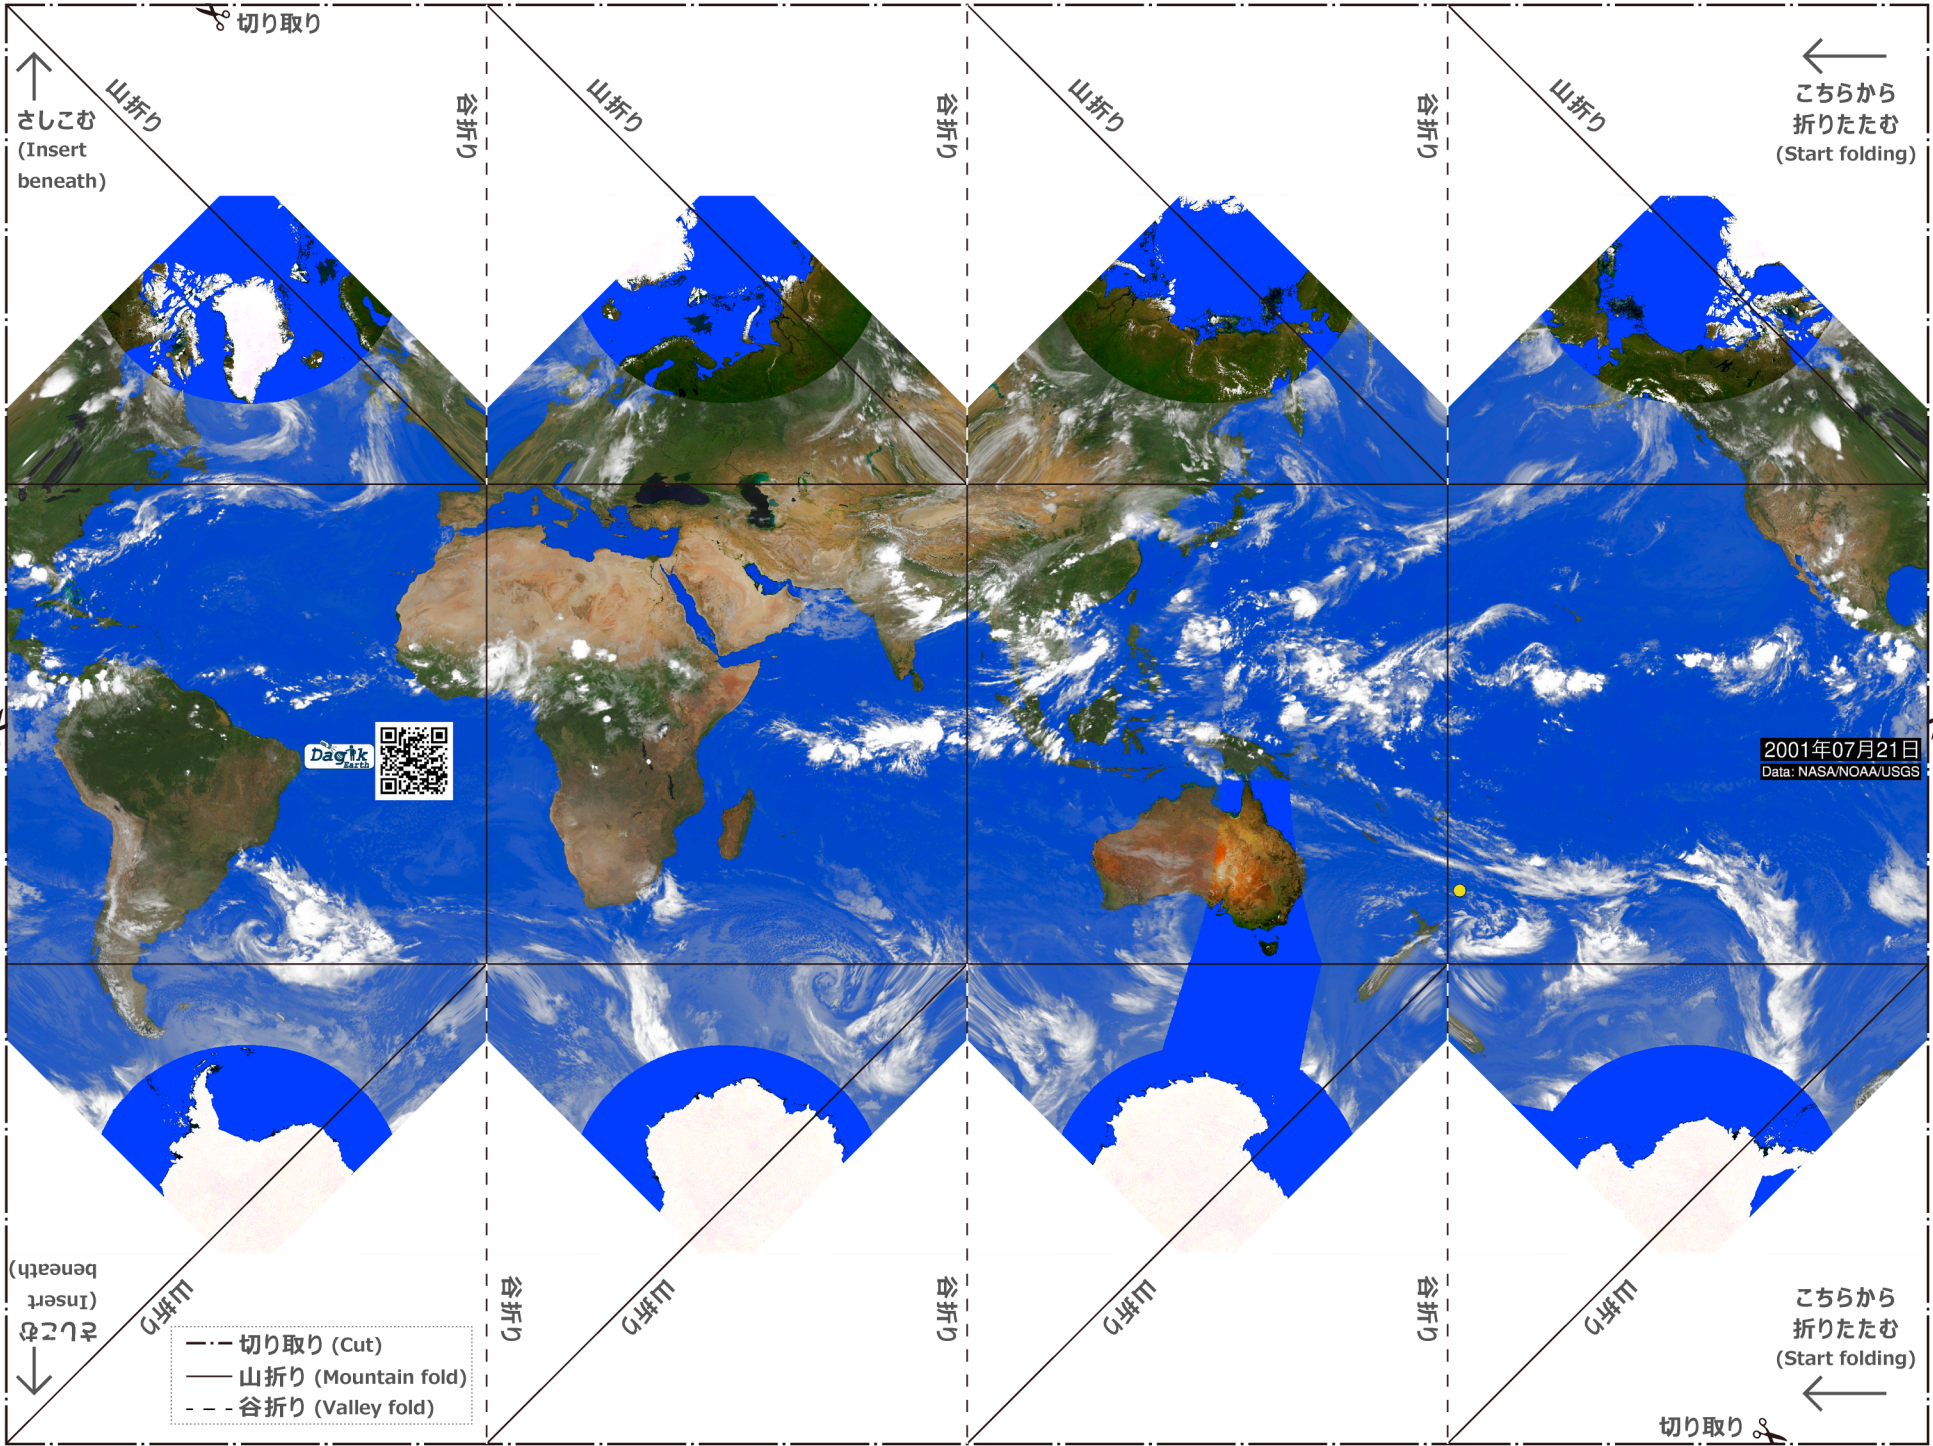 切り取り
山折り
谷折り
山折り
谷折り
山折り
谷折り
山折り
さしこむ
(Insert
beneath)
こちらから
折りたたむ
(Start folding)
Dagik
Earth
2001年07月21日
Data: NASA/NOAA/USGS
さしこむ
(Insert
beneath)
山折り
谷折り
山折り
谷折り
山折り
谷折り
山折り
こちらから
折りたたむ
(Start folding)
切り取り (Cut)
山折り (Mountain fold)
谷折り (Valley fold)
切り取り